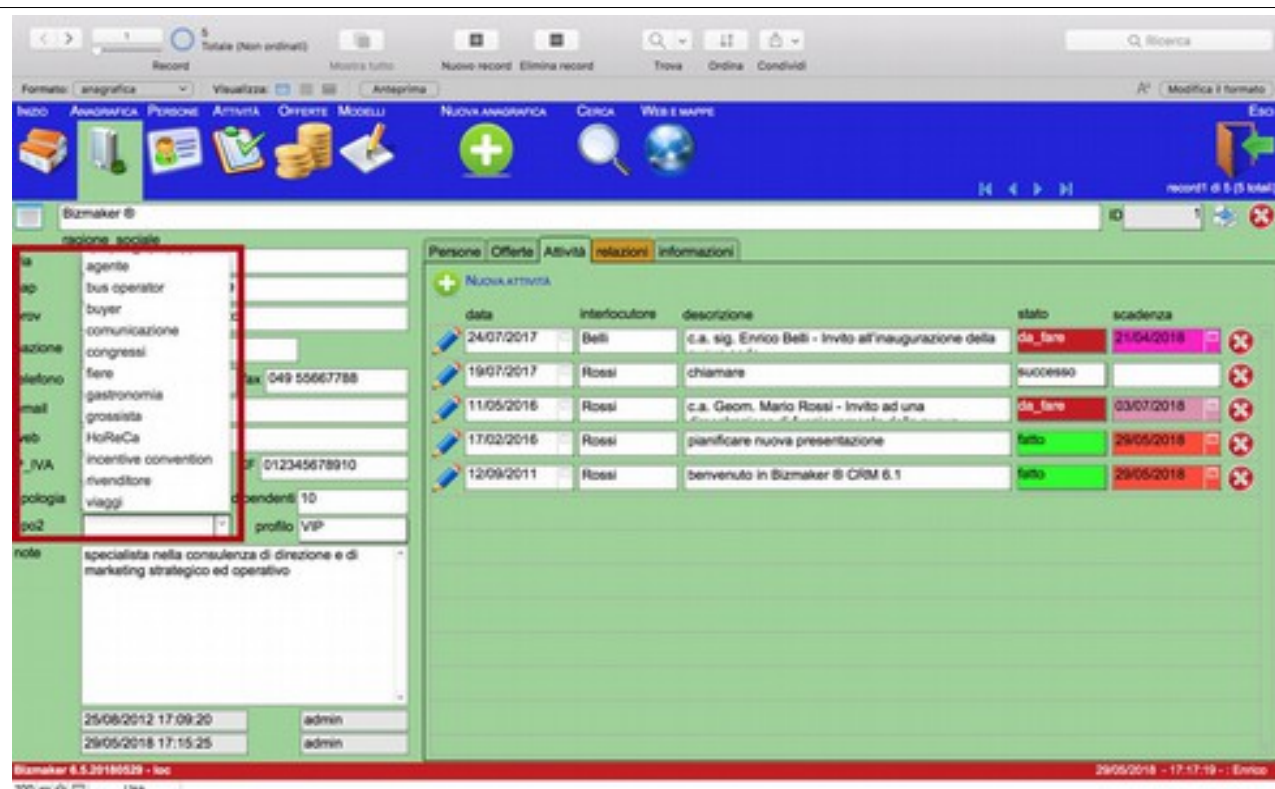 1
5
Totale (Non ordinati)
Record
Mostra tutto
Nuovo record Elimina record
Trova Ordina Condividi
Ricerca
Formato: anagrafica Visualizza: Anteprima
Modifica il formato
INIZIO ANAGRAFICA PERSONE ATTIVITÀ OFFERTE MODELLI NUOVA ANAGRAFICA CERCA WEB E MAPPE
record1 di 5 (5 totali)
Bizmaker ®
ID 1
ragione sociale
agente
bus operator
buyer
comunicazione
congressi
fiere
gastronomia
grossista
HoReCa
incentive convention
rivenditore
viaggi
fax 049 55667788
012345678910
10
profilo VIP
note
specialista nella consulenza di direzione e di
marketing strategico ed operativo
25/08/2012 17:09:20 admin
29/05/2018 17:15:25 admin
Persone Offerte Attività relazioni informazioni
NUOVA ATTIVITÀ
data interlocutore descrizione stato scadenza
24/07/2017 Belli c.a. sig. Enrico Belli - Invito all'inaugurazione della da_fare 21/04/2018
19/07/2017 Rossi chiamare successo
11/05/2016 Rossi c.a. Geom. Mario Rossi - Invito ad una da_fare 03/07/2018
17/02/2016 Rossi pianificare nuova presentazione fatto 29/05/2018
12/09/2011 Rossi benvenuto in Bizmaker ® CRM 6.1 fatto 29/05/2018
Bizmaker 6.5.20180529 - loc
29/05/2018 - 17:17:19 - : Enrico